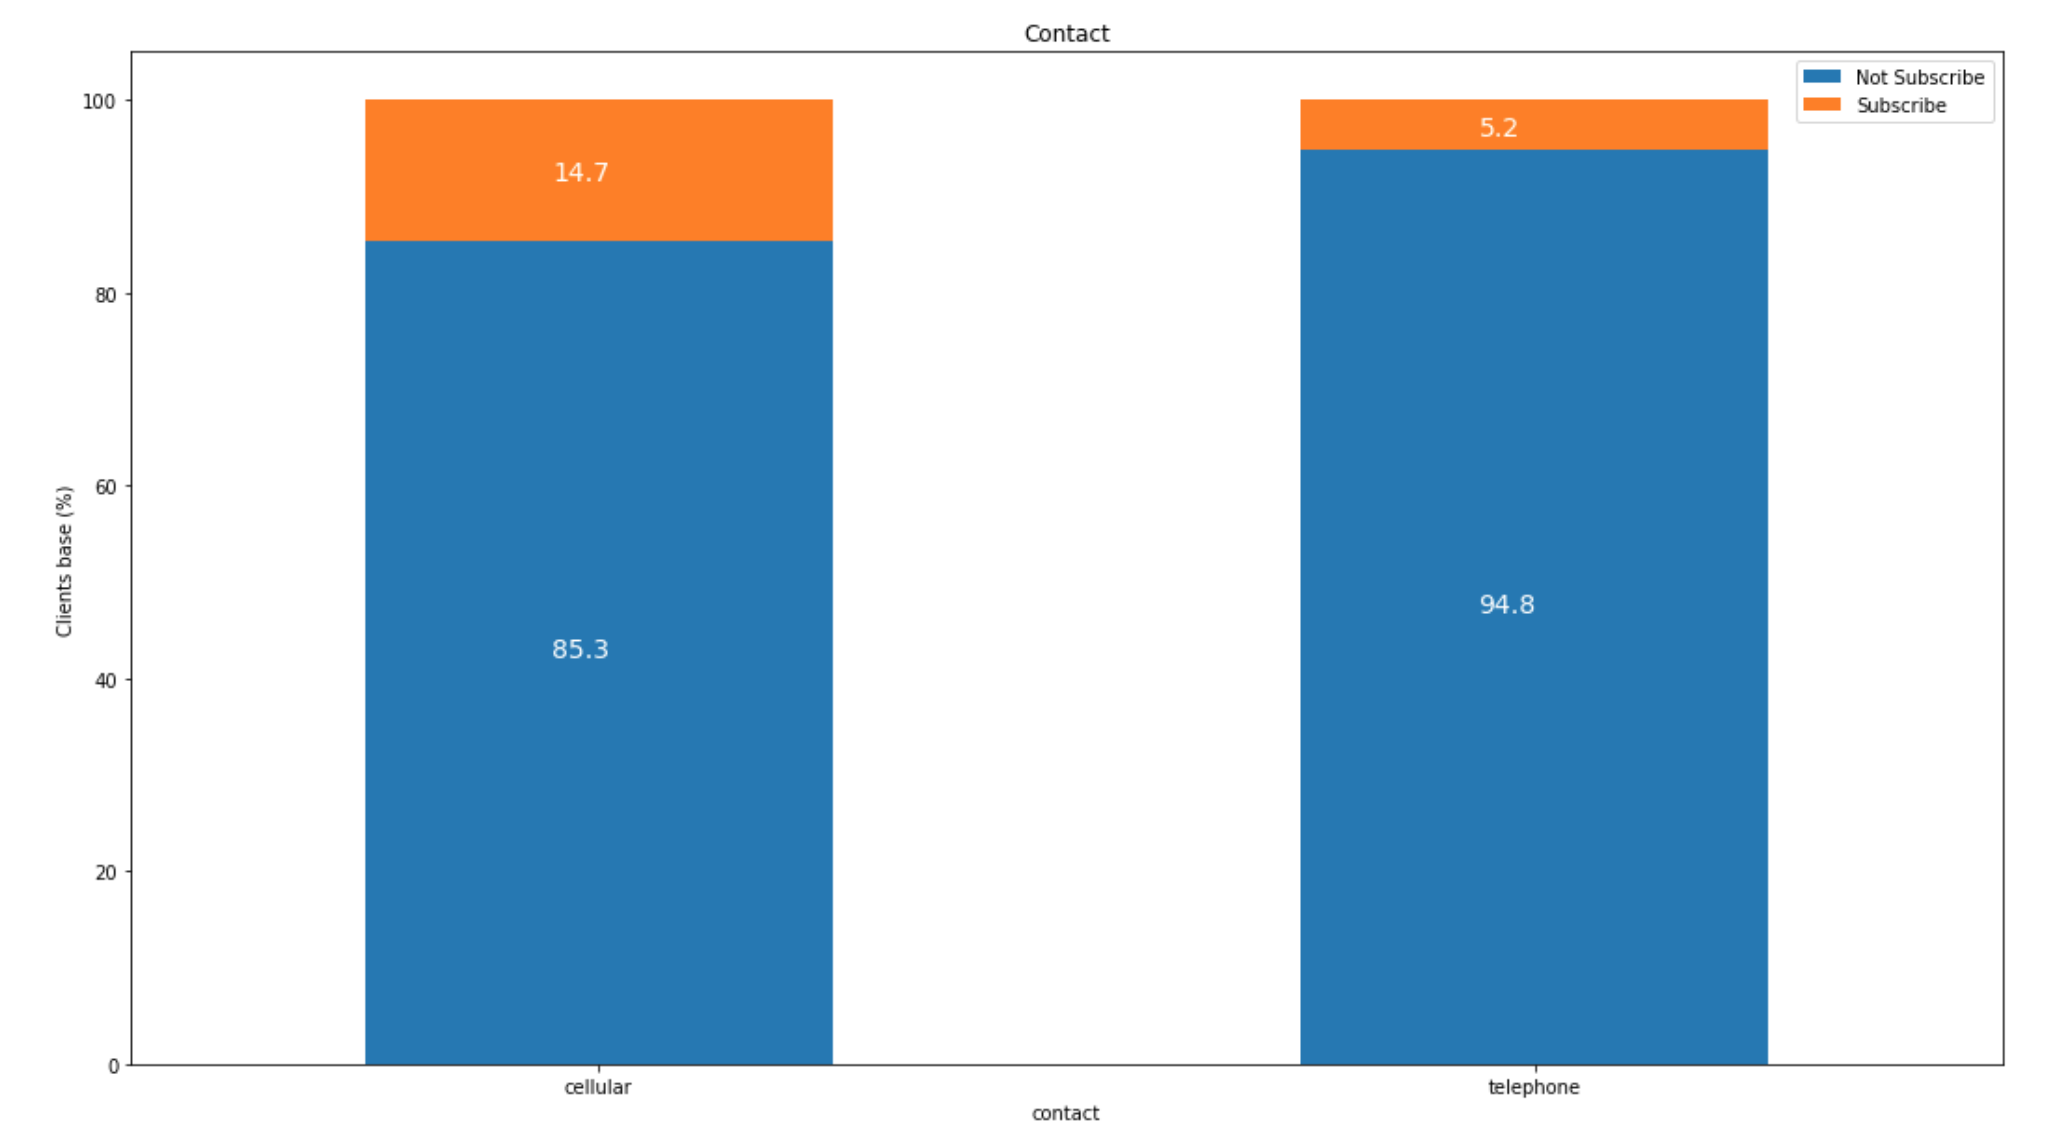 Contact
Not Subscribe
Subscribe
100
80
60
40
20
0
Clients base (%)
14.7
85.3
5.2
94.8
cellular
telephone
contact